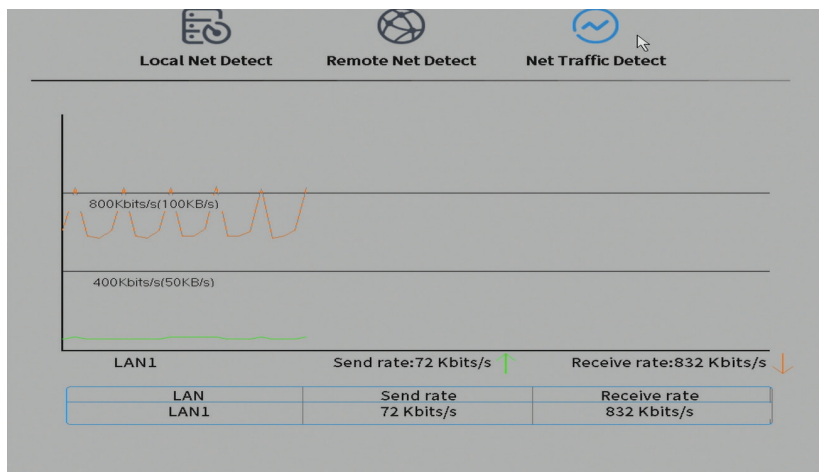 Local Net Detect Remote Net Detect Net Traffic Detect
800Kbits/s(100KB/s)
400Kbits/s(50KB/s)
LAN1 Send rate:72 Kbits/s Receive rate:832 Kbits/s
LAN Send rate Receive rate
LAN1 72 Kbits/s 832 Kbits/s